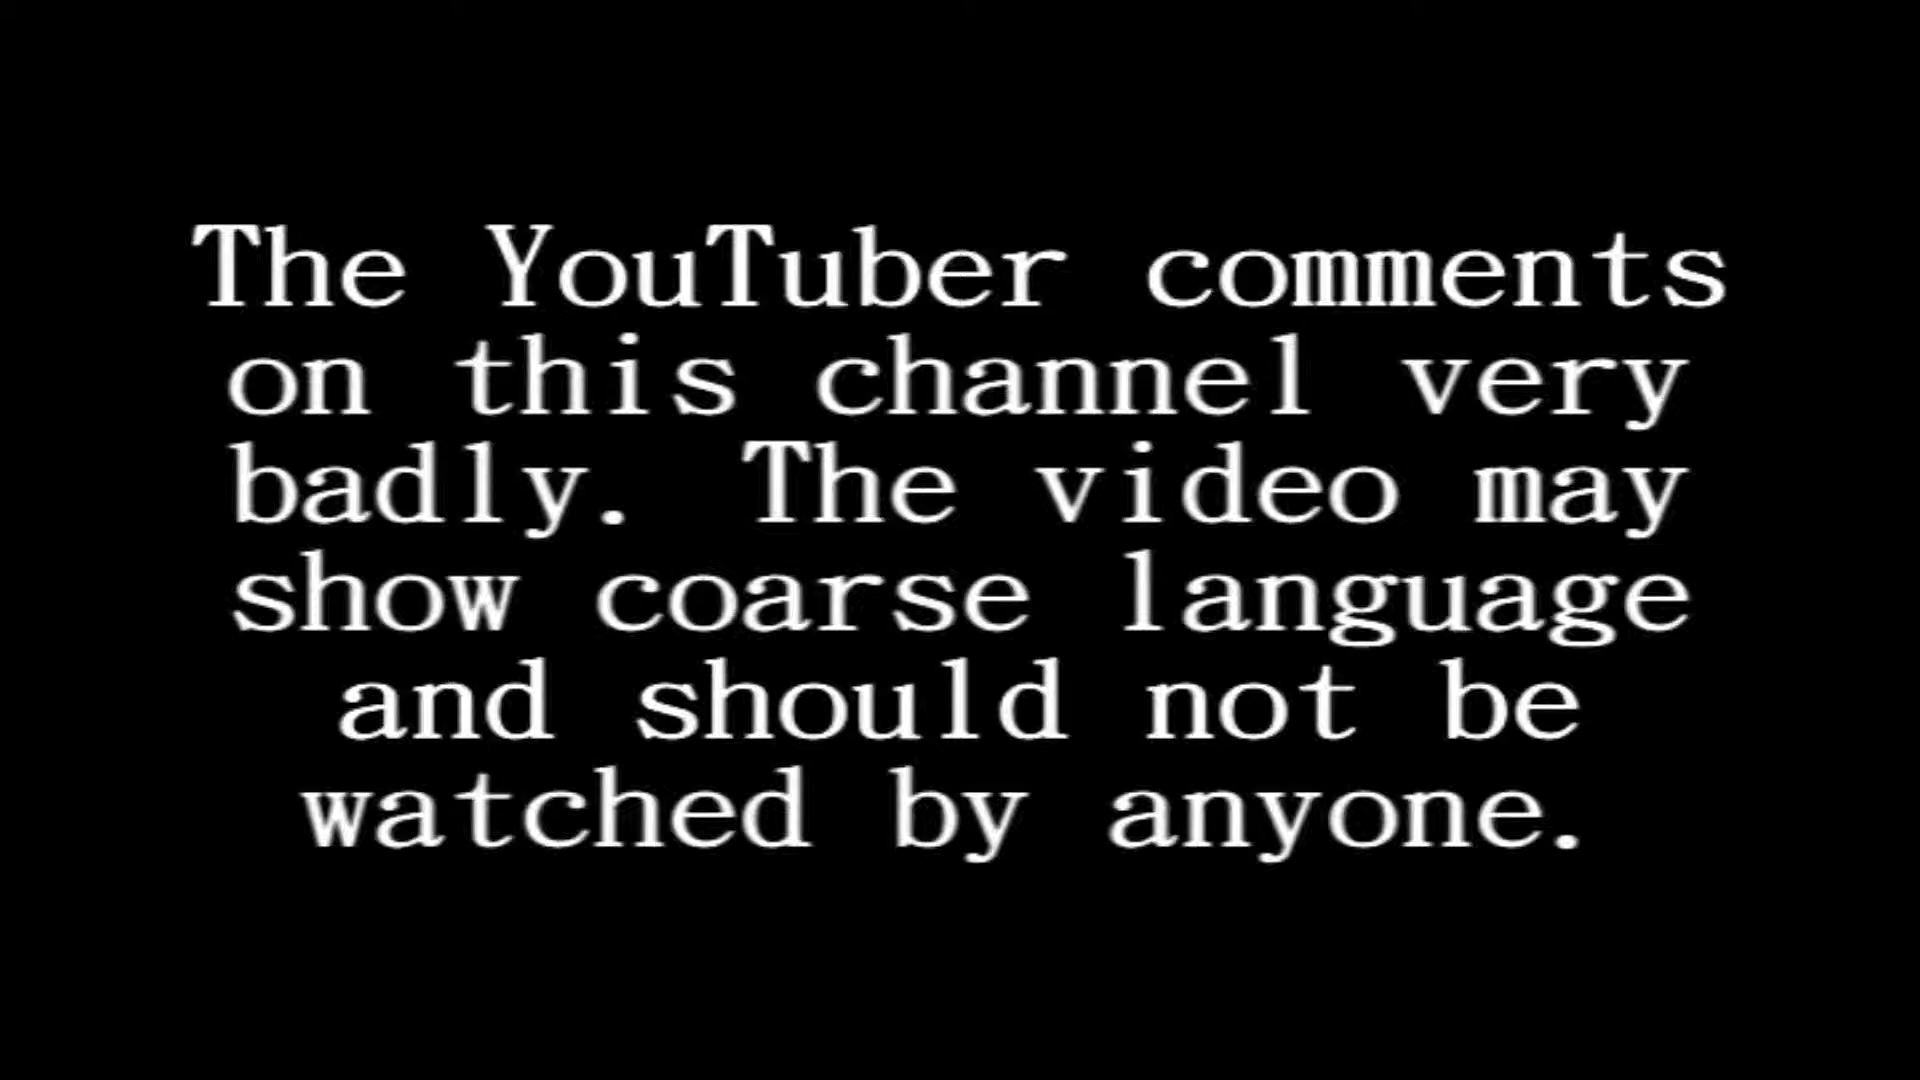 The YouTuber comments
on this channel very
badly. The video may
show coarse language
and should not be
watched by anyone.